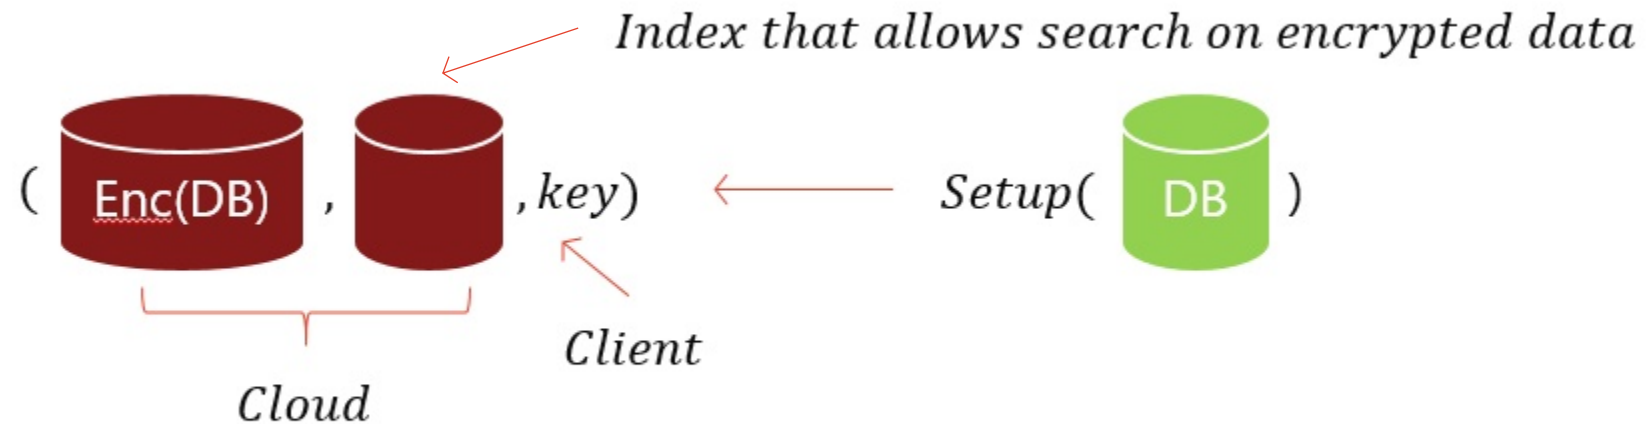 Index that allows search on encrypted data
( Enc(DB) , , key) Setup( DB )
Client
Cloud